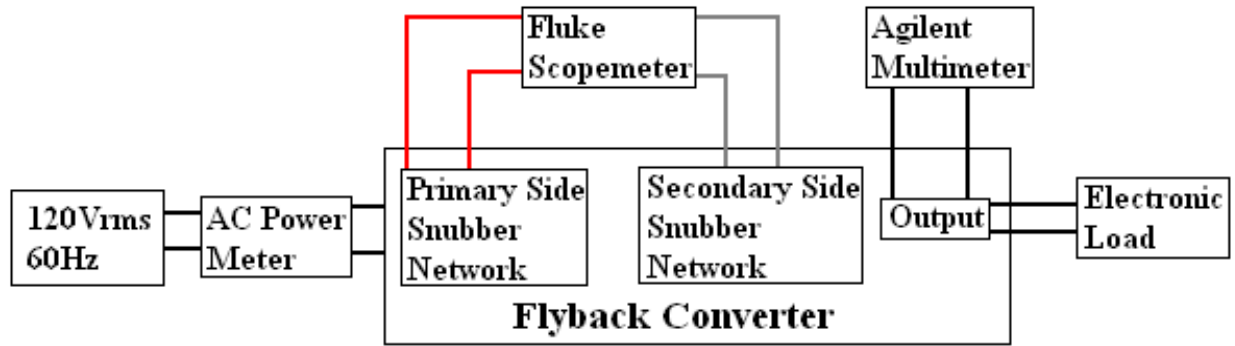 Fluke
Scopemeter
Agilent
Multimeter
120Vrms
60Hz
AC Power
Meter
Primary Side
Snubber
Network
Secondary Side
Snubber
Network
Output
Electronic
Load
Flyback Converter